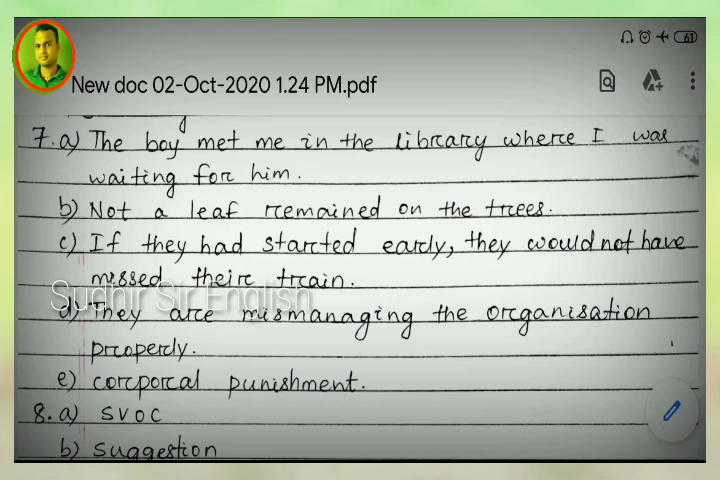 61
New doc 02-Oct-2020 1.24 PM.pdf
7. a) The boy met me in the library where I was
waiting for him.
b) Not a leaf remained on the trees.
c) If they had started early, they would not have
missed their train.
Sudhir Sir English
d) They are mismanaging the organisation
properly.
e) corporal punishment.
8. a) SVOC
b) suggestion